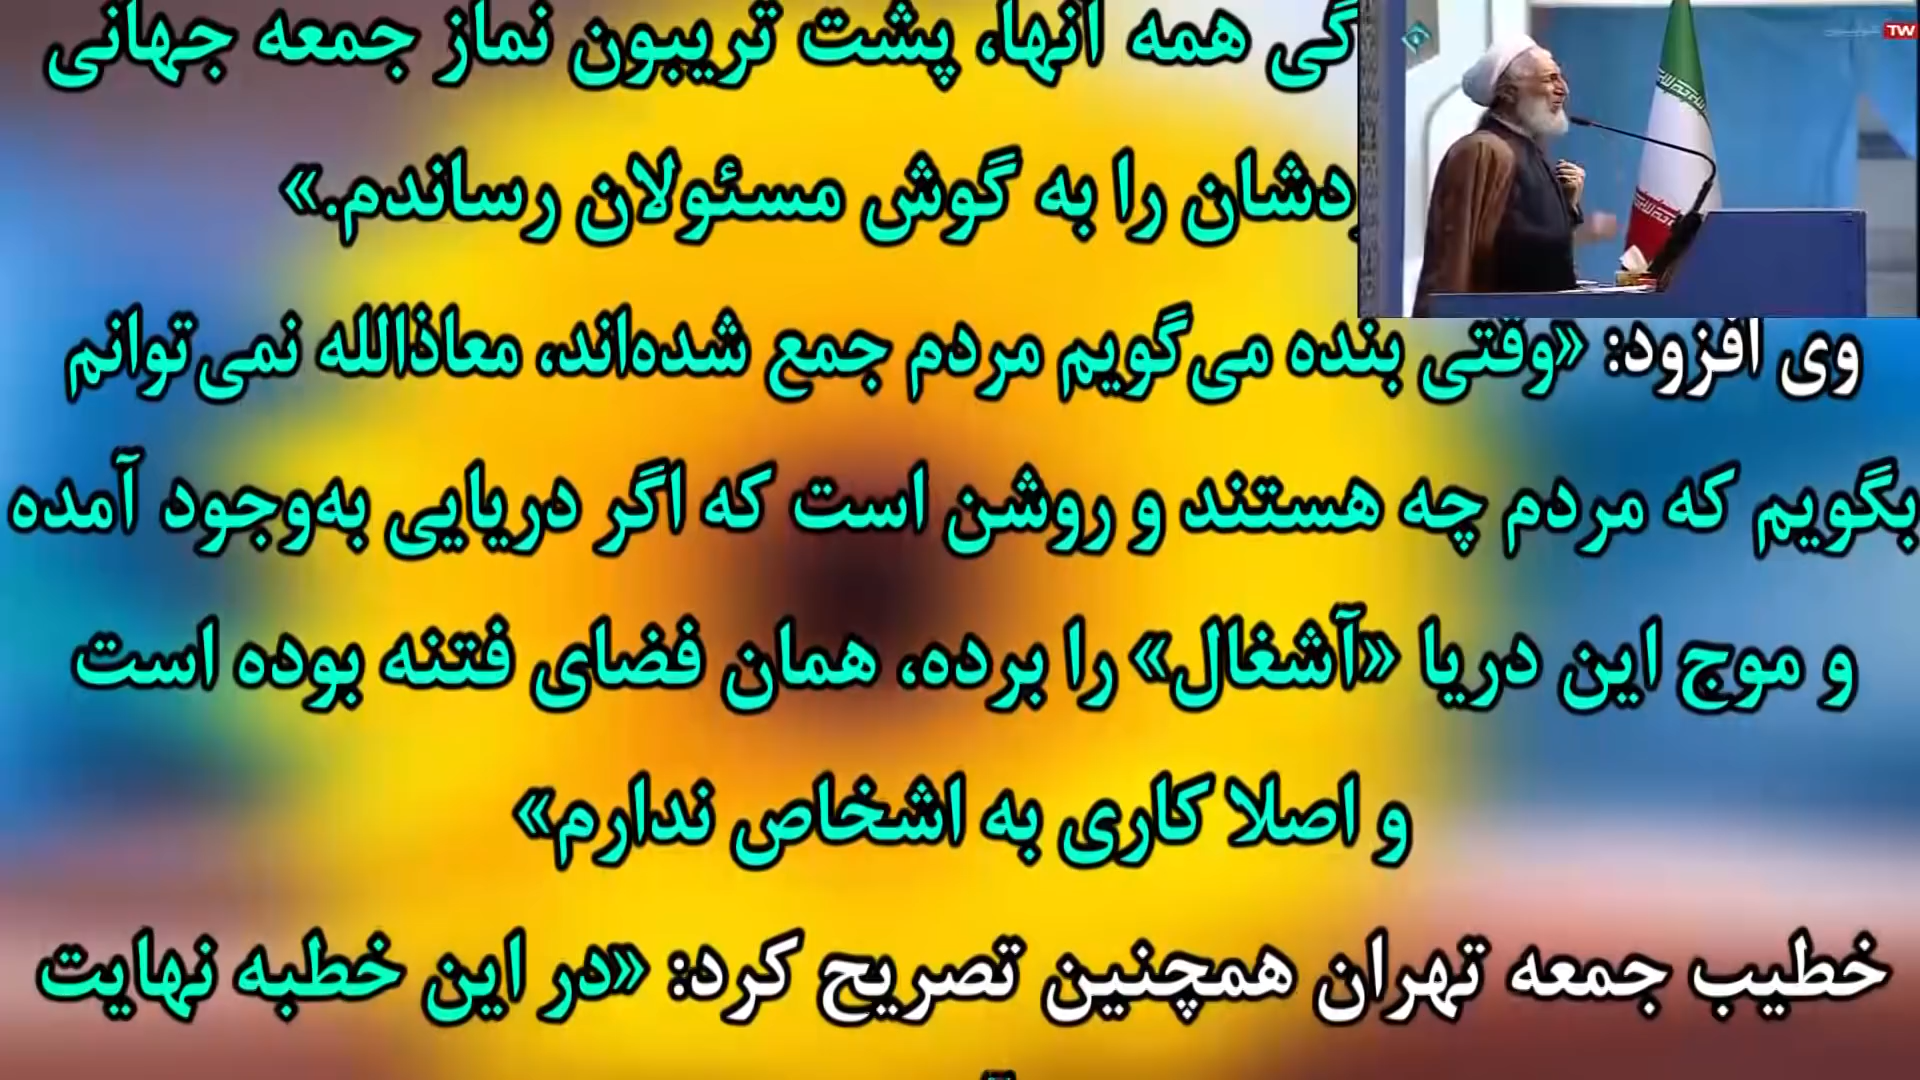 گی همه آنها، پشت تریبون نماز جمعه جهانی
دشان را به گوش مسئولان رساندم.»
وی افزود: «وقتی بنده می‌گویم مردم جمع شده‌اند، معاذالله نمی‌توانم
بگویم که مردم چه هستند و روشن است که اگر دریایی به‌وجود آمده
و موج این دریا «آشغال» را برده، همان فضای فتنه بوده است
و اصلا کاری به اشخاص ندارم»
خطیب جمعه تهران همچنین تصریح کرد: «در این خطبه نهایت
TW